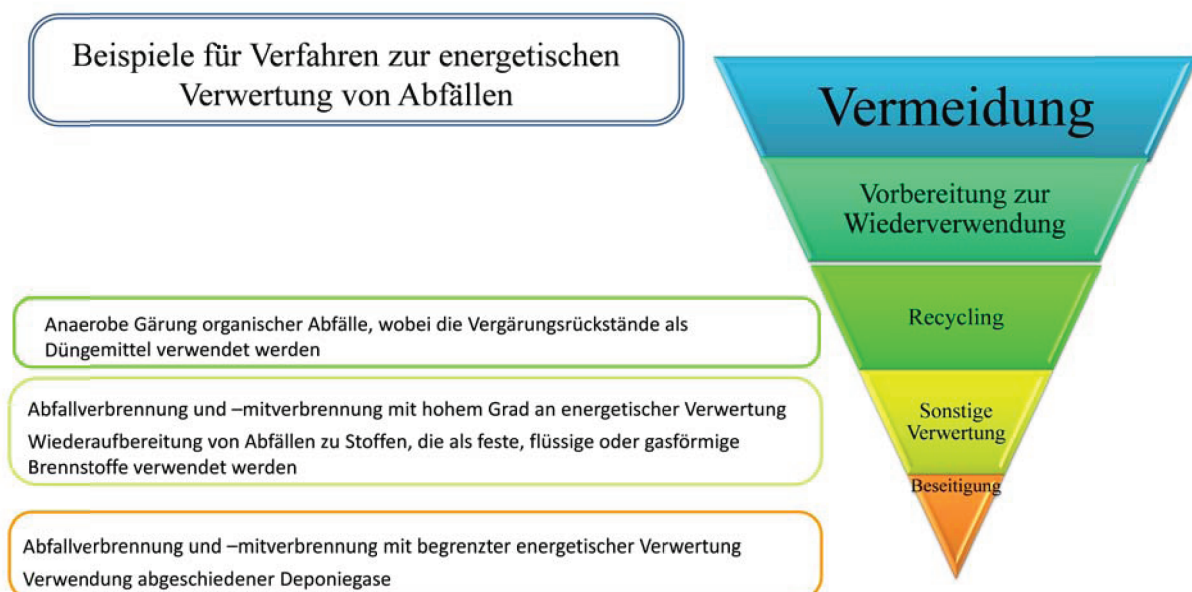 Beispiele für Verfahren zur energetischen
Verwertung von Abfällen
Vermeidung
Vorbereitung zur
Wiederverwendung
Recycling
Sonstige
Verwertung
Beseitigung
Anaerobe Gärung organischer Abfälle, wobei die Vergärungsrückstände als
Düngemittel verwendet werden
Abfallverbrennung und –mitverbrennung mit hohem Grad an energetischer Verwertung
Wiederaufbereitung von Abfällen zu Stoffen, die als feste, flüssige oder gasförmige
Brennstoffe verwendet werden
Abfallverbrennung und –mitverbrennung mit begrenzter energetischer Verwertung
Verwendung abgeschiedener Deponiegase